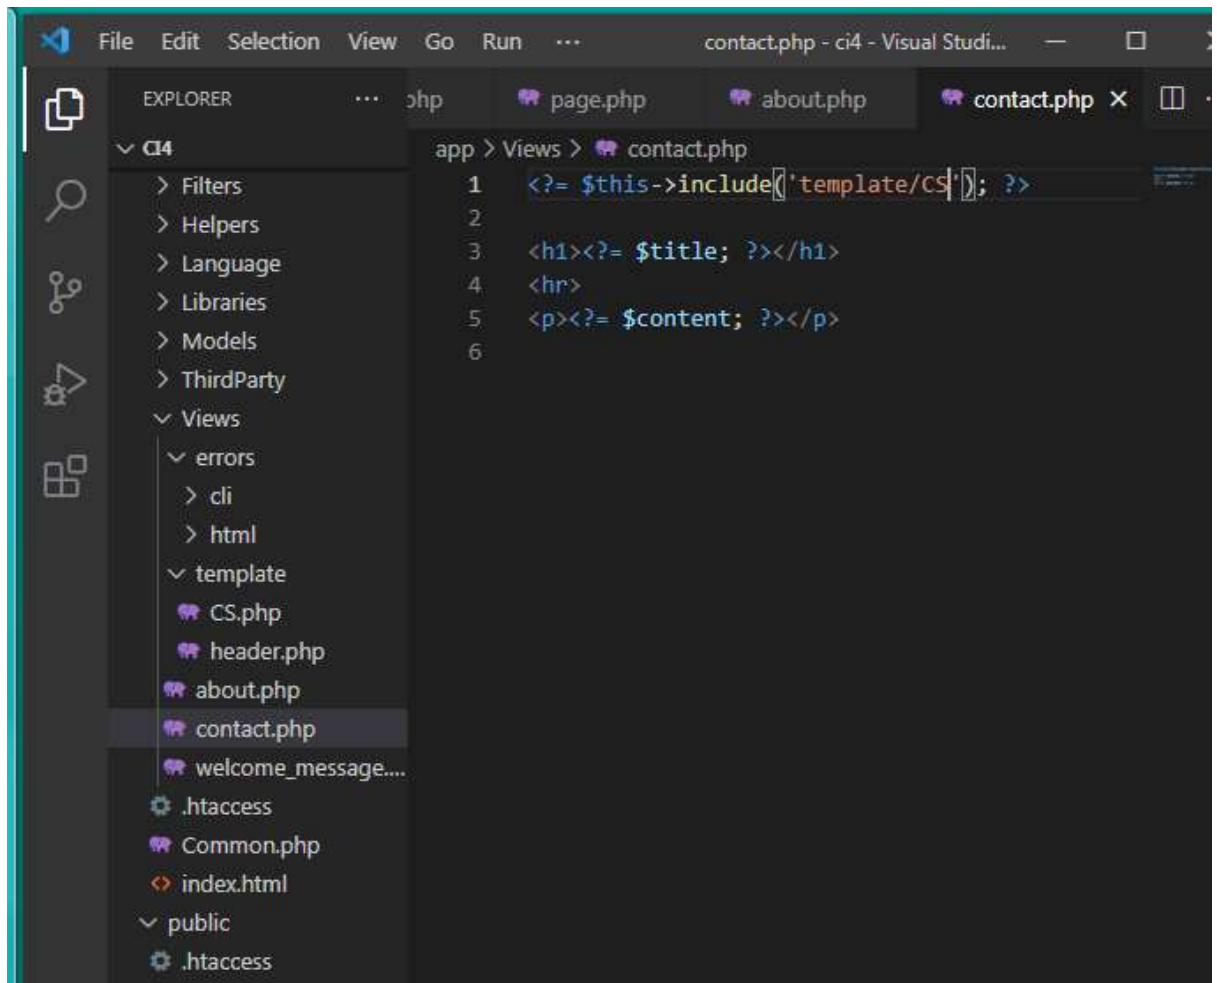 File Edit Selection View Go Run ··· contact.php - ci4 - Visual Studi...
EXPLORER ··· php page.php about.php contact.php
CI4
app > Views > contact.php
Filters
Helpers
Language
Libraries
Models
ThirdParty
Views
errors
cli
html
template
CS.php
header.php
about.php
contact.php
welcome_message....
.htaccess
Common.php
index.html
public
.htaccess
1 <?= $this->include('template/CS'); ?>
2
3 <h1><?= $title; ?></h1>
4 <hr>
5 <p><?= $content; ?></p>
6